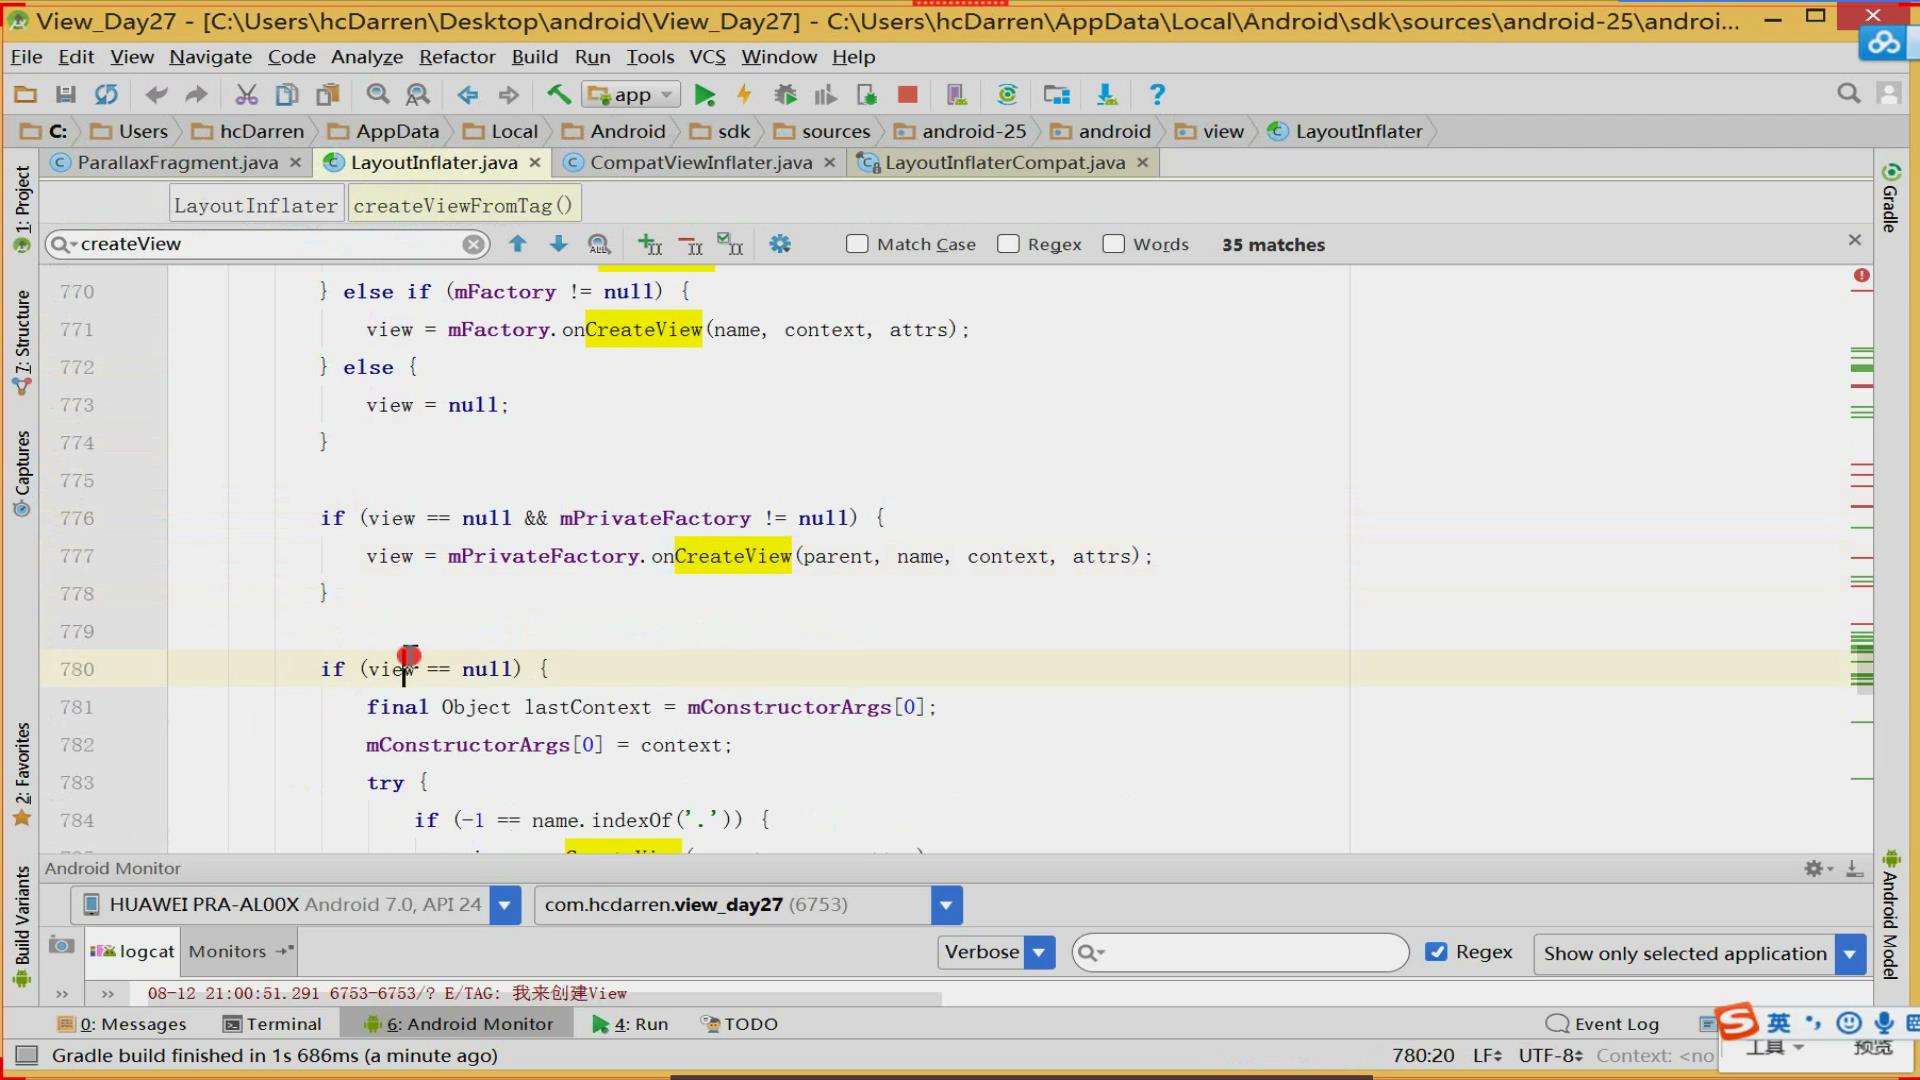 View_Day27 - [C:\Users\hcDarren\Desktop\android\View_Day27] - C:\Users\hcDarren\AppData\Local\Android\sdk\sources\android-25\androi...
File Edit View Navigate Code Analyze Refactor Build Run Tools VCS Window Help
app
C: Users hcDarren AppData Local Android sdk sources android-25 android view LayoutInflater
ParallaxFragment.java LayoutInflater.java CompatViewInflater.java LayoutInflaterCompat.java
LayoutInflater createViewFromTag()
createView Match Case Regex Words 35 matches
770 } else if (mFactory != null) {
771 view = mFactory.onCreateView(name, context, attrs);
772 } else {
773 view = null;
774 }
775
776 if (view == null && mPrivateFactory != null) {
777 view = mPrivateFactory.onCreateView(parent, name, context, attrs);
778 }
779
780 if (view == null) {
781 final Object lastContext = mConstructorArgs[0];
782 mConstructorArgs[0] = context;
783 try {
784 if (-1 == name.indexOf('.')) {
1: Project
7: Structure
Captures
2: Favorites
Build Variants
Gradle
Android Model
Android Monitor
HUAWEI PRA-AL00X Android 7.0, API 24 com.hcdarren.view_day27 (6753)
logcat Monitors Verbose Regex Show only selected application
08-12 21:00:51.291 6753-6753/? E/TAG: 我来创建View
0: Messages Terminal 6: Android Monitor 4: Run TODO Event Log
英
Gradle build finished in 1s 686ms (a minute ago) 780:20 LF UTF-8 Context: <no
工具 预览